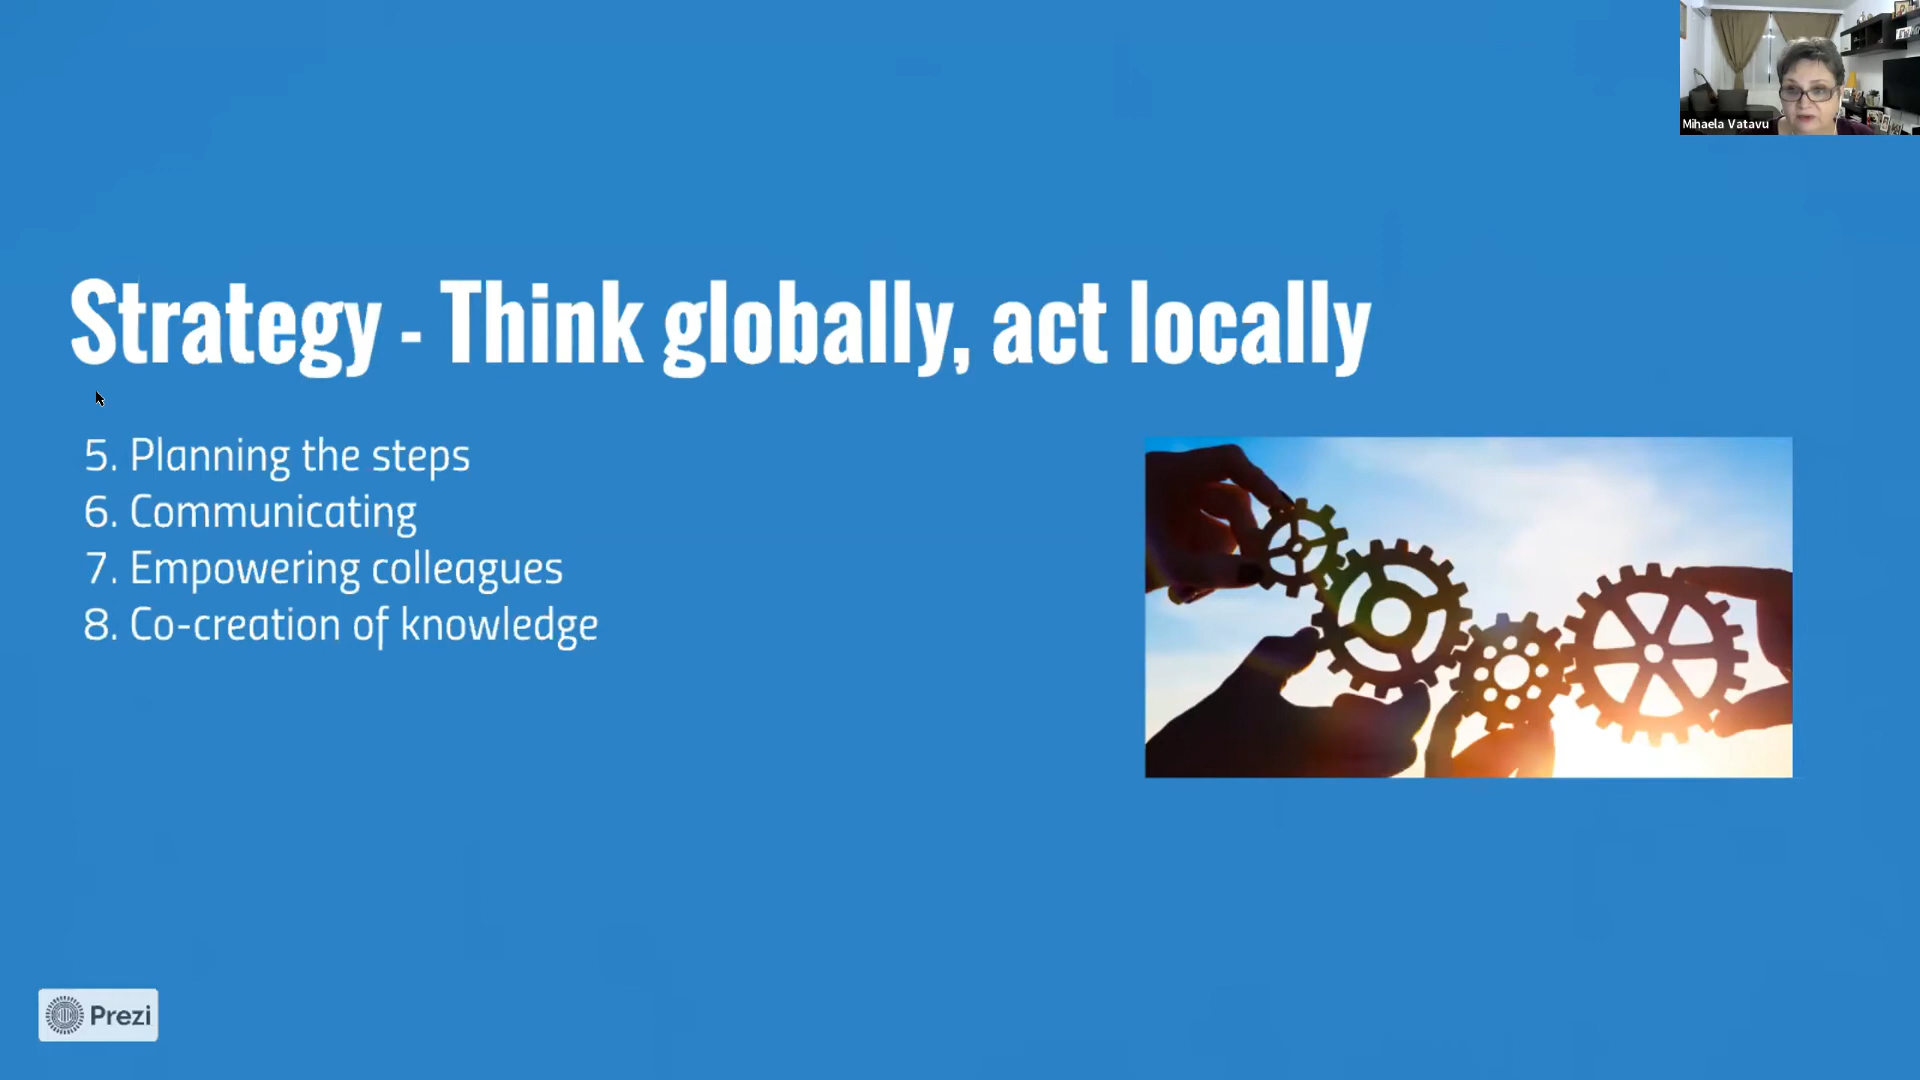 Mihaela Vatavu
Strategy - Think globally, act locally
5. Planning the steps
6. Communicating
7. Empowering colleagues
8. Co-creation of knowledge
Prezi